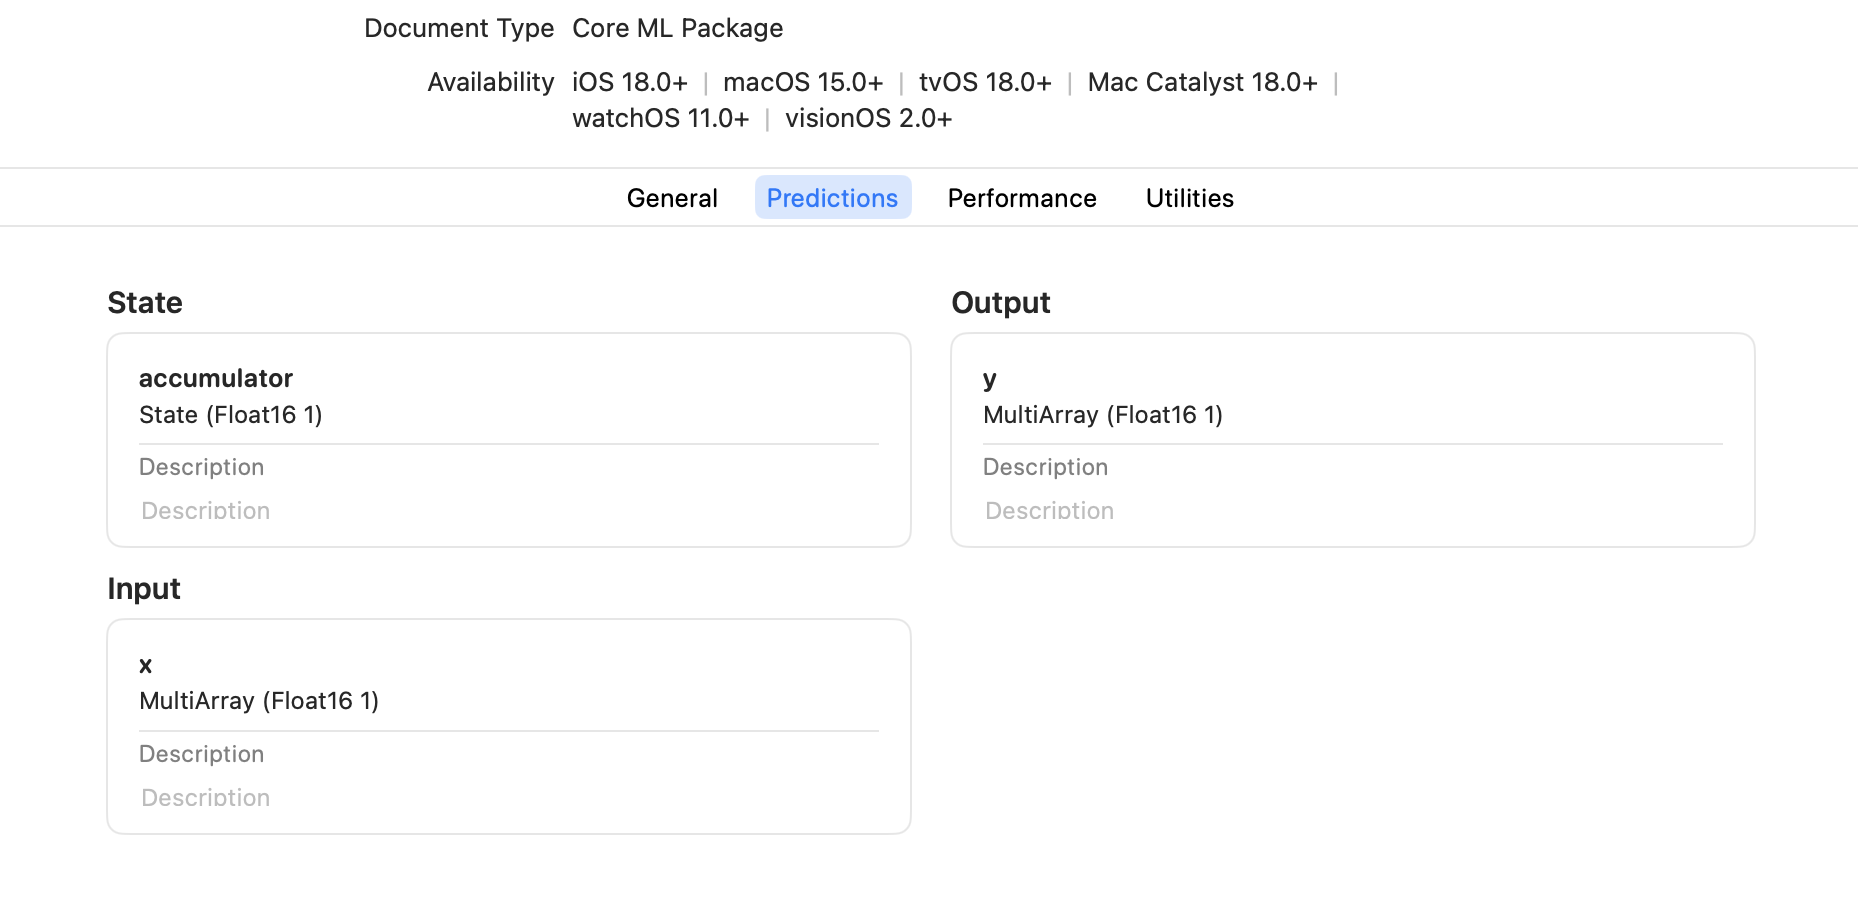 Document Type Core ML Package
Availability iOS 18.0+ | macOS 15.0+ | tvOS 18.0+ | Mac Catalyst 18.0+ |
watchOS 11.0+ | visionOS 2.0+
General Predictions Performance Utilities
State
accumulator
State (Float16 1)
Description
Description
Output
y
MultiArray (Float16 1)
Description
Description
Input
x
MultiArray (Float16 1)
Description
Description